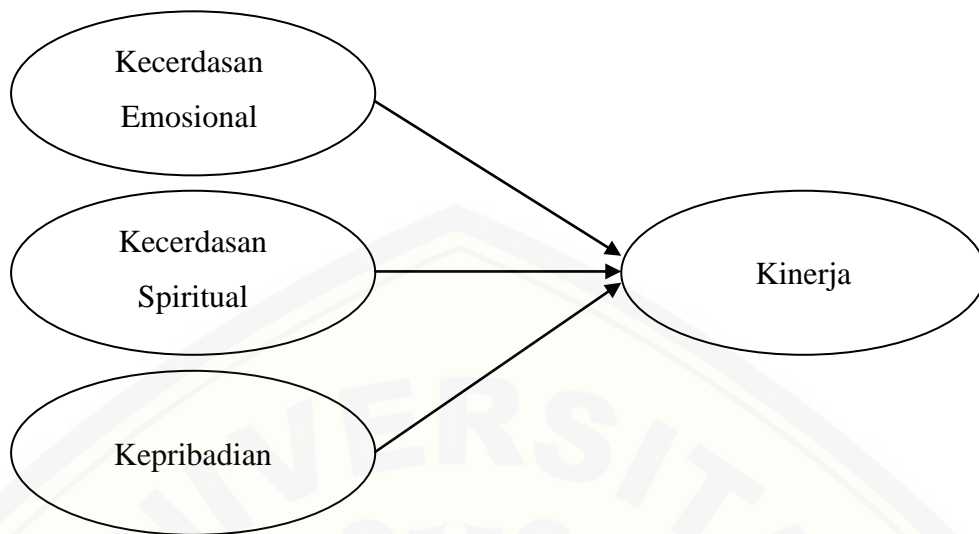 Kecerdasan
Emosional
Kecerdasan
Spiritual
Kinerja
Kepribadian